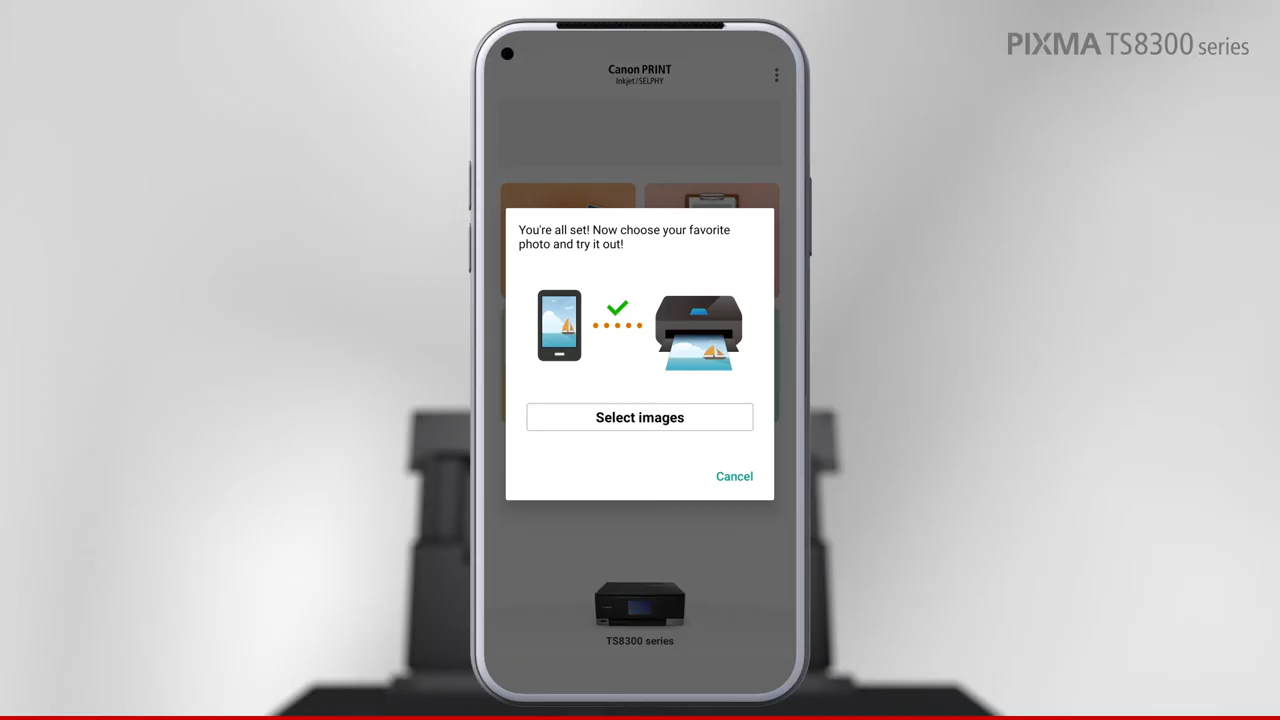 PIXMA TS8300 series
Canon PRINT
Inkjet/SELPHY
You're all set! Now choose your favorite
photo and try it out!
Select images
Cancel
TS8300 series